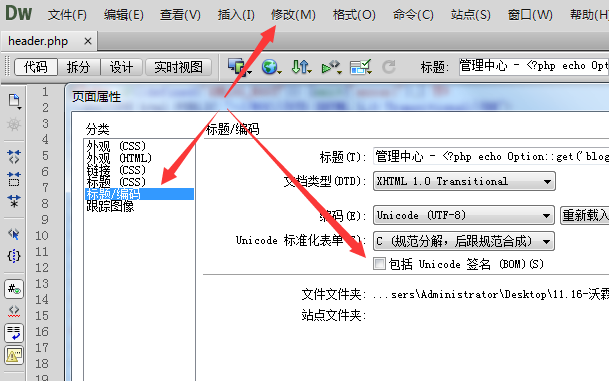 Dw 文件(F) 编辑(E) 查看(V) 插入(I) 修改(M) 格式(O) 命令(C) 站点(S) 窗口(W) 帮助(H)
header.php ×
代码 拆分 设计 实时视图 标题: 管理中心 - <?php echo Option
页面属性
分类 标题/编码
外观 (CSS)
外观 (HTML)
链接 (CSS)
标题 (CSS)
标题/编码
跟踪图像
标题(T): 管理中心 - <?php echo Option::get('blog
文档类型(DTD): XHTML 1.0 Transitional
编码(E): Unicode (UTF-8) 重新载入
Unicode 标准化表单 C (规范分解，后跟规范合成)
包括 Unicode 签名 (BOM)(S)
文件文件夹: ...sers\Administrator\Desktop\11.16-沃霖
站点文件夹:
1
2
3
4
5
6
7
8
9
10
11
12
13
14
15
16
17
18
19